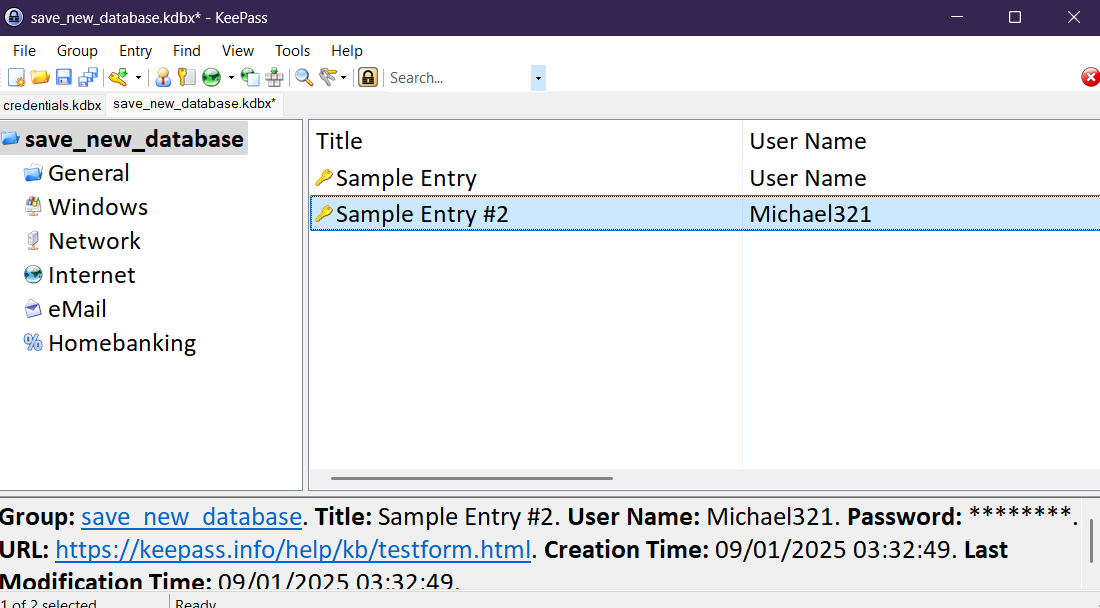 save_new_database.kdbx* - KeePass
File Group Entry Find View Tools Help
Search...
credentials.kdbx save_new_database.kdbx*
save_new_database
General
Windows
Network
Internet
eMail
Homebanking
Title User Name
Sample Entry User Name
Sample Entry #2 Michael321
Group: save_new_database. Title: Sample Entry #2. User Name: Michael321. Password: ********.
URL: https://keepass.info/help/kb/testform.html. Creation Time: 09/01/2025 03:32:49. Last
Modification Time: 09/01/2025 03:32:49.
1 of 2 selected Ready